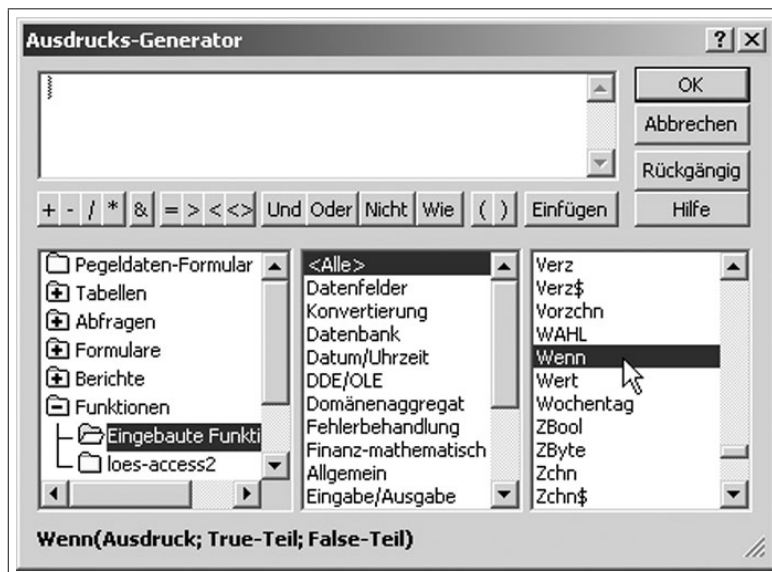 Ausdrucks-Generator
OK
Abbrechen
Rückgängig
+ - / * & = > < <> Und Oder Nicht Wie ( ) Einfügen Hilfe
Pegeldaten-Formular
Tabellen
Abfragen
Formulare
Berichte
Funktionen
Eingebaute Funkti
loes-access2
<Alle>
Datenfelder
Konvertierung
Datenbank
Datum/Uhrzeit
DDE/OLE
Domänenaggregat
Fehlerbehandlung
Finanz-mathematisch
Allgemein
Eingabe/Ausgabe
Verz
Verz$
Vorzchn
WAHL
Wenn
Wert
Wochentag
ZBool
ZByte
Zchn
Zchn$
Wenn(Ausdruck; True-Teil; False-Teil)